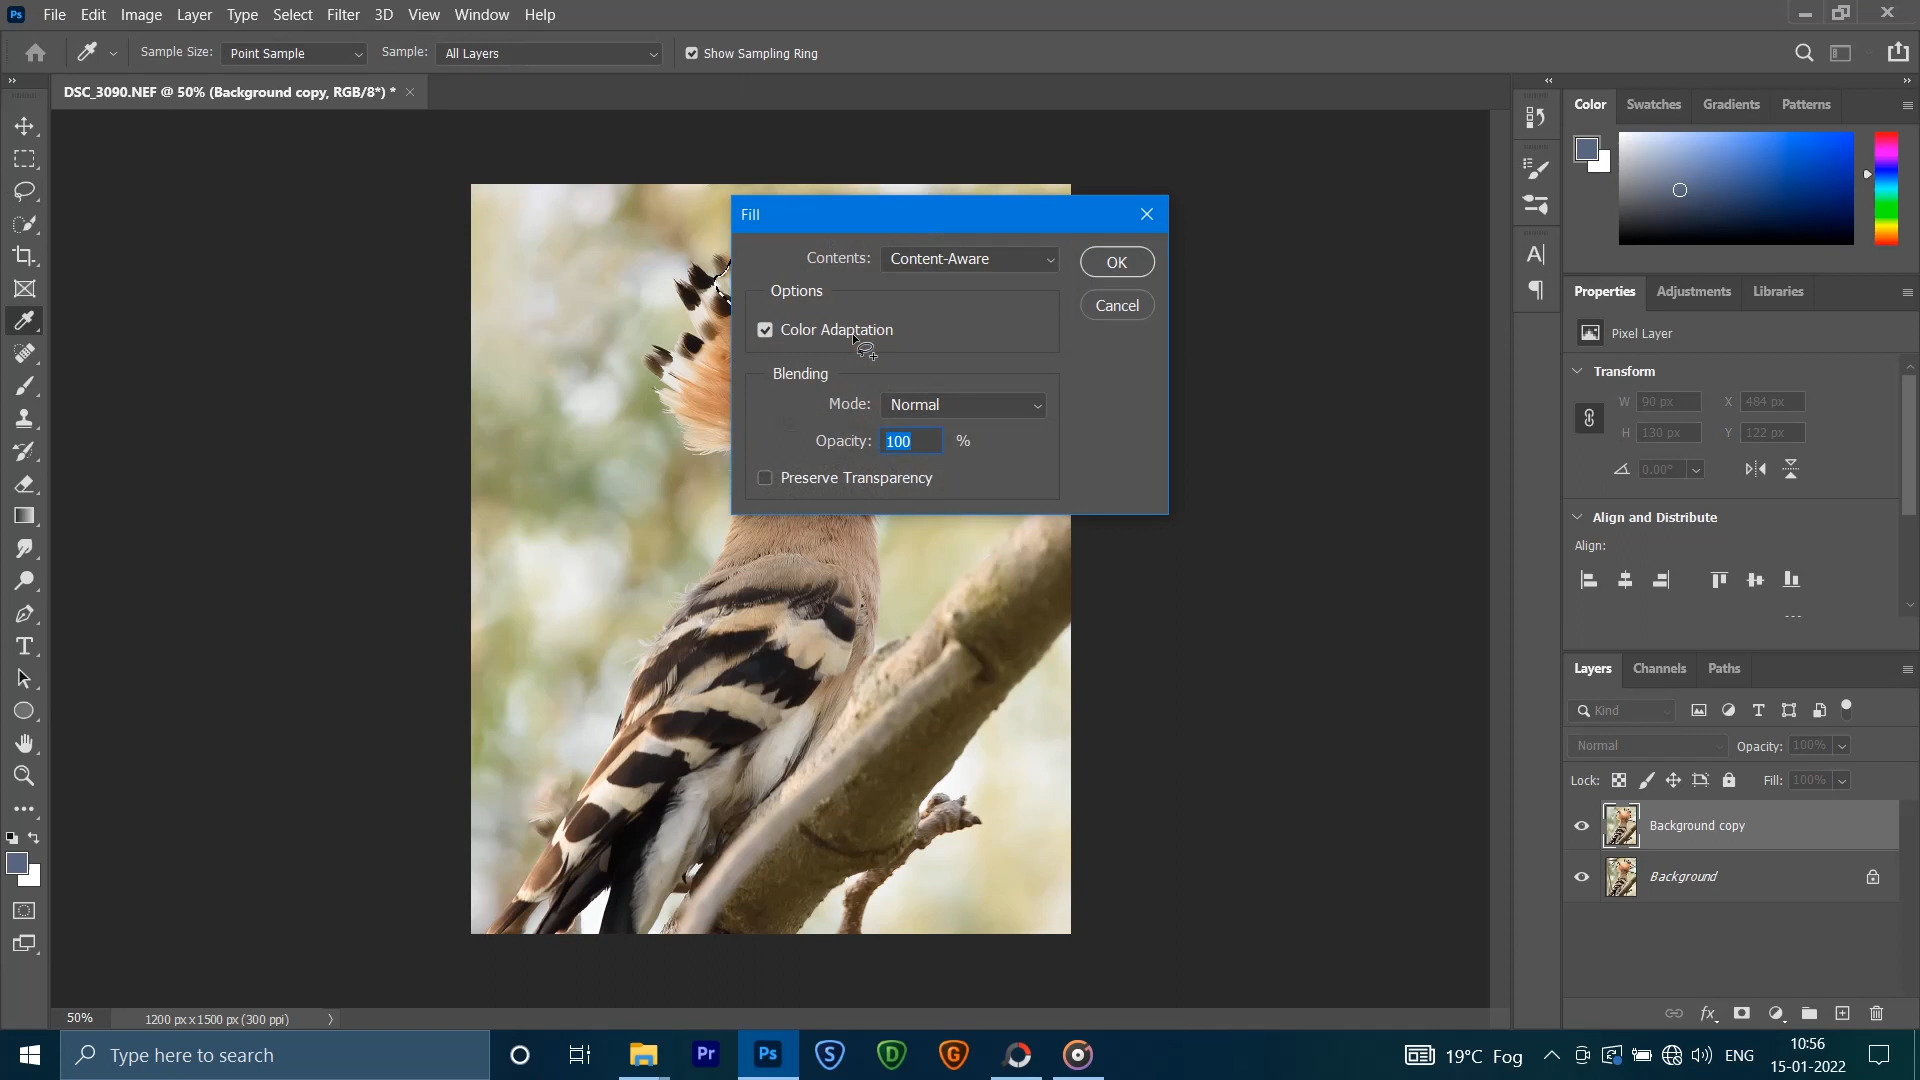 Ps File Edit Image Layer Type Select Filter 3D View Window Help
Sample Size: Point Sample Sample: All Layers Show Sampling Ring
DSC_3090.NEF @ 50% (Background copy, RGB/8*) *
Color Swatches Gradients Patterns
Fill
Contents: Content-Aware OK
Options
Cancel
Color Adaptation
Blending
Mode: Normal
Opacity: 100 %
Preserve Transparency
Properties Adjustments Libraries
Pixel Layer
Transform
W 90 px X 484 px
H 130 px Y 122 px
0.00°
Align and Distribute
Align:
Layers Channels Paths
Kind
Normal Opacity: 100%
Lock: Fill: 100%
Background copy
Background
50% 1200 px x 1500 px (300 ppi)
Type here to search Pr Ps S D G 19°C Fog ENG
10:56
15-01-2022